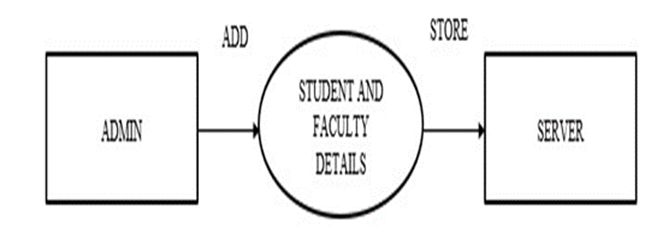 ADD
STORE
ADMIN
STUDENT AND
FACULTY
DETAILS
SERVER